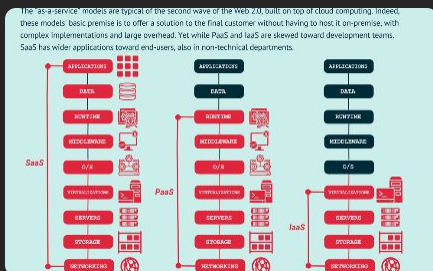 The "as-a-service" models are typical of the second wave of the Web 2.0, built on top of cloud computing. Indeed,
these models' basic premise is to offer a solution to the final customer without having to host it on-premise, with
complex implementations and large overhead. Yet while PaaS and IaaS are skewed toward development teams.
SaaS has wider applications toward end-users, also in non-technical departments.
APPLICATIONS APPLICATIONS APPLICATIONS
DATA DATA DATA
RUNTIME RUNTIME RUNTIME
MIDDLEWARE MIDDLEWARE MIDDLEWARE
SaaS O/S O/S O/S
PaaS VIRTUALIZATIONS VIRTUALIZATIONS VIRTUALIZATIONS
SERVERS SERVERS IaaS SERVERS
STORAGE STORAGE STORAGE
NETWORKING NETWORKING NETWORKING